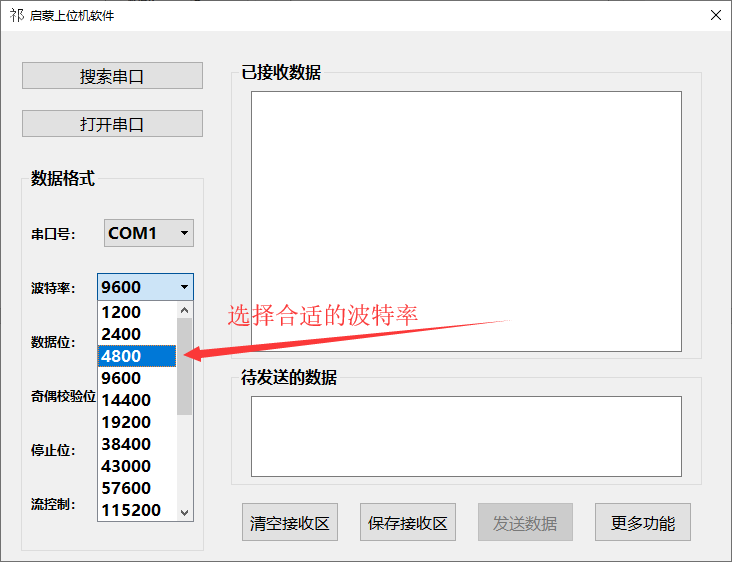 祁 启蒙上位机软件
搜索串口
打开串口
数据格式
串口号： COM1
波特率： 9600
1200
2400
数据位：
4800
9600
奇偶校验位
14400
19200
38400
停止位：
43000
57600
流控制：
115200
已接收数据
选择合适的波特率
待发送的数据
清空接收区 保存接收区 发送数据 更多功能